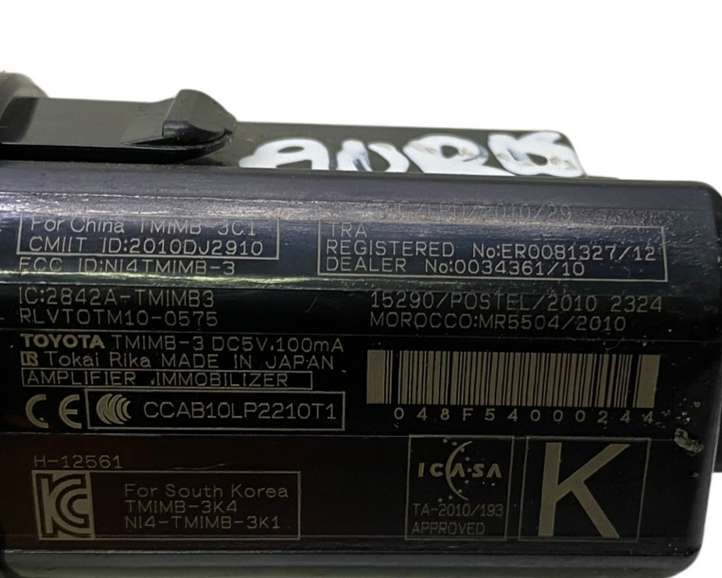 For China TMIMB-3C1
CMIIT ID:2010DJ2910
FCC ID:NI4TMIMB-3
IC:2842A-TMIMB3
RLVTOTM10-0575
TOYOTA TMIMB-3 DC5V,100mA
Tokai Rika MADE IN JAPAN
AMPLIFIER ,IMMOBILIZER
CE CCC CCAB10LP2210T1
H-12561
KC
For South Korea
TMIMB-3K4
NI4-TMIMB-3K1
TRA
REGISTERED No:ER0081327/12
DEALER No:0034361/10
15290/POSTEL/2010 2324
MOROCCO:MR5504/2010
048F54000244
ICASA
TA-2010/193
APPROVED
K